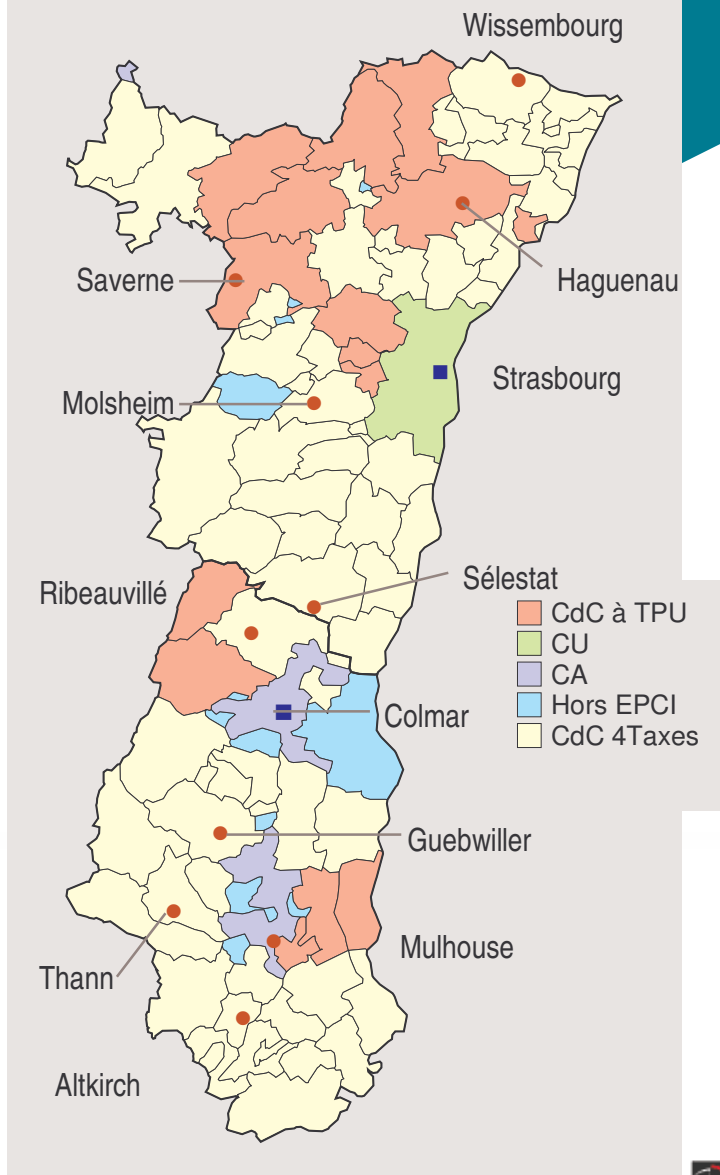 Wissembourg
Saverne
Haguenau
Strasbourg
Molsheim
Sélestat
Ribeauvillé
CdC à TPU
CU
CA
Hors EPCI
CdC 4Taxes
Colmar
Guebwiller
Mulhouse
Thann
Altkirch